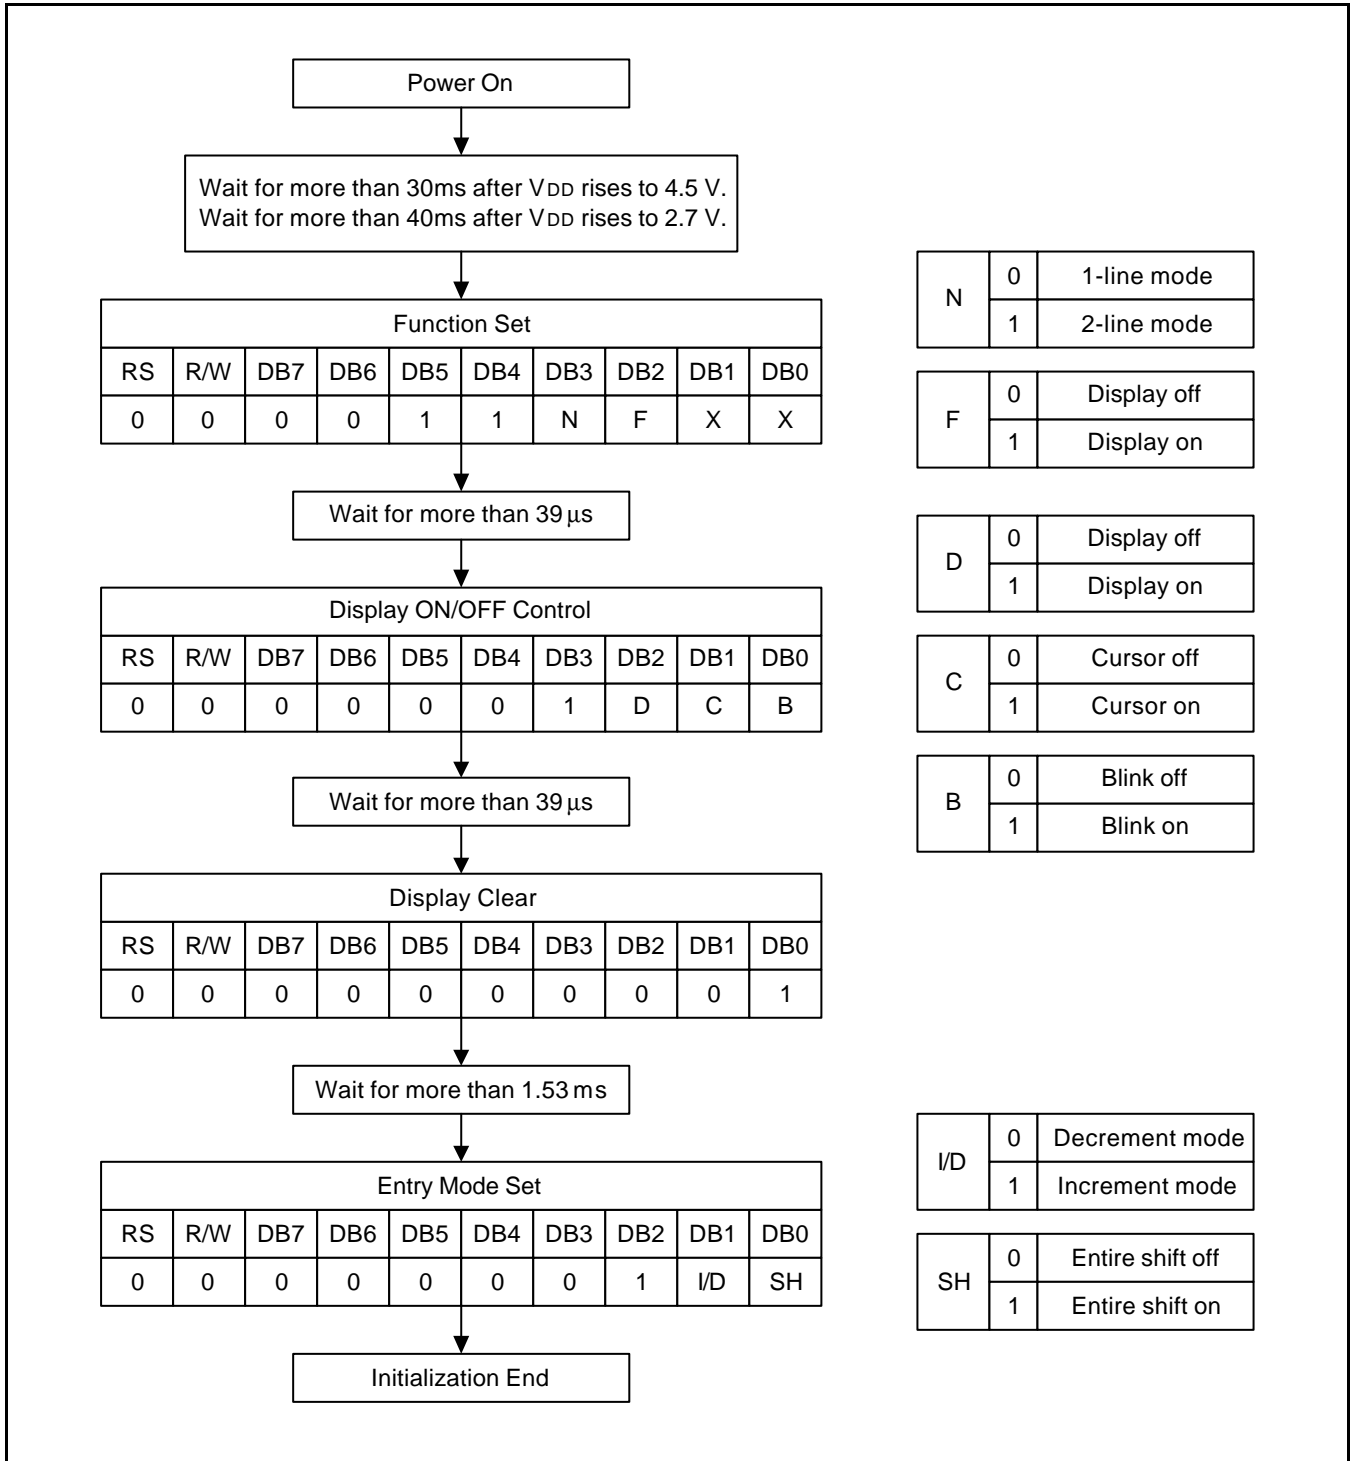 Power On
Wait for more than 30ms after VDD rises to 4.5 V.
Wait for more than 40ms after VDD rises to 2.7 V.
Function Set
RS R/W DB7 DB6 DB5 DB4 DB3 DB2 DB1 DB0
0 0 0 0 1 1 N F X X
N 0 1-line mode
1 2-line mode
F 0 Display off
1 Display on
Wait for more than 39 μs
Display ON/OFF Control
RS R/W DB7 DB6 DB5 DB4 DB3 DB2 DB1 DB0
0 0 0 0 0 0 1 D C B
D 0 Display off
1 Display on
C 0 Cursor off
1 Cursor on
B 0 Blink off
1 Blink on
Wait for more than 39 μs
Display Clear
RS R/W DB7 DB6 DB5 DB4 DB3 DB2 DB1 DB0
0 0 0 0 0 0 0 0 0 1
Wait for more than 1.53 ms
Entry Mode Set
RS R/W DB7 DB6 DB5 DB4 DB3 DB2 DB1 DB0
0 0 0 0 0 0 0 1 I/D SH
I/D 0 Decrement mode
1 Increment mode
SH 0 Entire shift off
1 Entire shift on
Initialization End